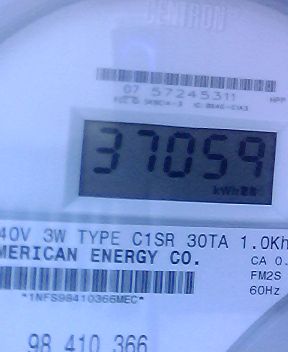 CENTRON
07 57245311
37059
kWh
40V 3W TYPE C1SR 30TA 1.0Kh
MERICAN ENERGY CO. CA 0.
FM2S
*1NFS98410366MEC* 60Hz
98 410 366